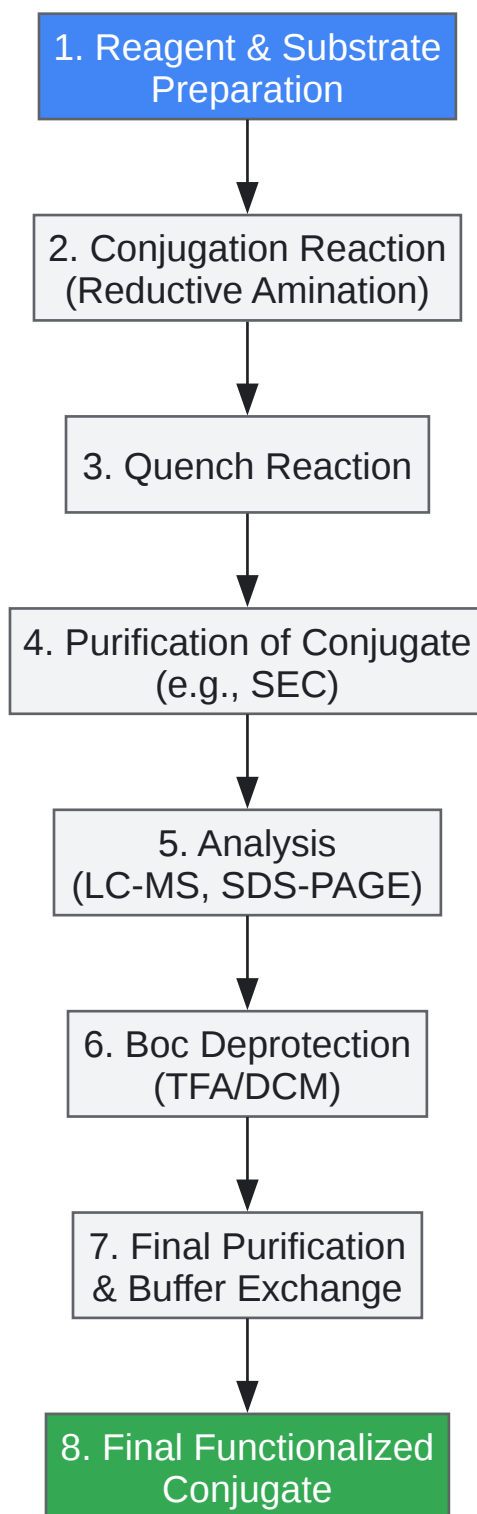 1. Reagent & Substrate
Preparation
2. Conjugation Reaction
(Reductive Amination)
3. Quench Reaction
4. Purification of Conjugate
(e.g., SEC)
5. Analysis
(LC-MS, SDS-PAGE)
6. Boc Deprotection
(TFA/DCM)
7. Final Purification
& Buffer Exchange
8. Final Functionalized
Conjugate